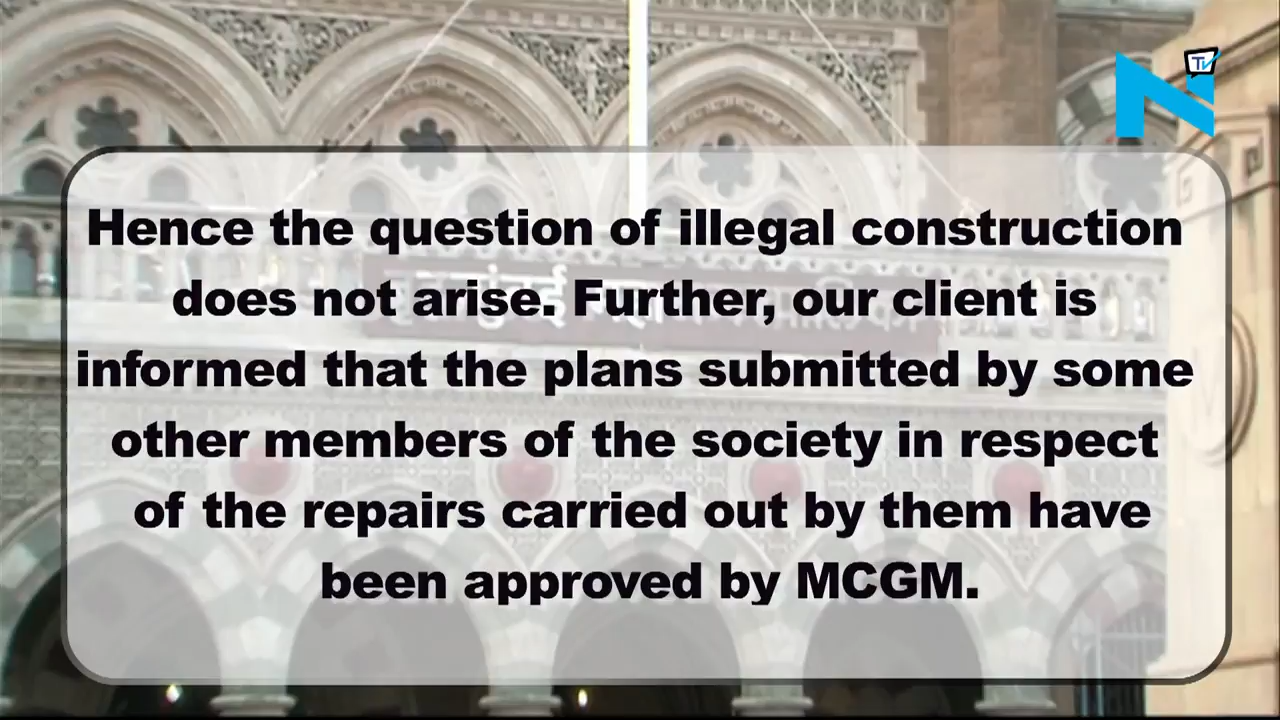 TV
Hence the question of illegal construction
does not arise. Further, our client is
informed that the plans submitted by some
other members of the society in respect
of the repairs carried out by them have
been approved by MCGM.